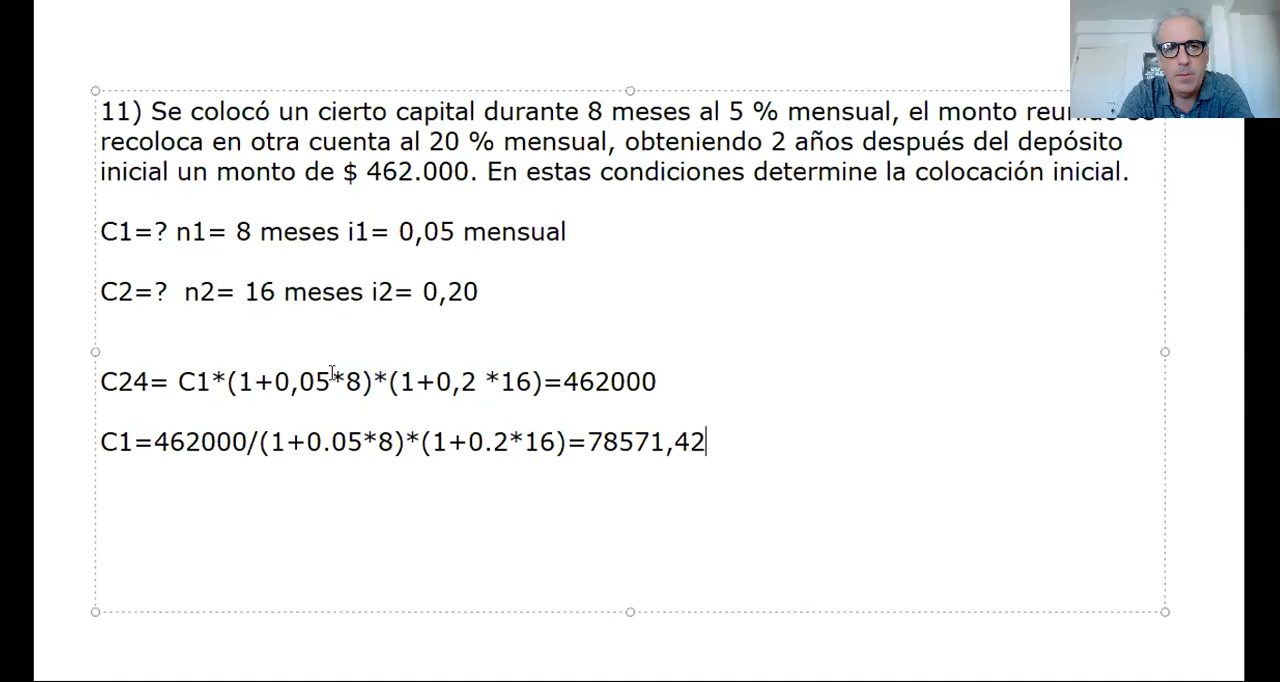 11) Se colocó un cierto capital durante 8 meses al 5 % mensual, el monto
recoloca en otra cuenta al 20 % mensual, obteniendo 2 años después del depósito
inicial un monto de $ 462.000. En estas condiciones determine la colocación inicial.
C1=? n1= 8 meses i1= 0,05 mensual
C2=?  n2= 16 meses i2= 0,20
C24= C1*(1+0,05*8)*(1+0,2 *16)=462000
C1=462000/(1+0.05*8)*(1+0.2*16)=78571,42